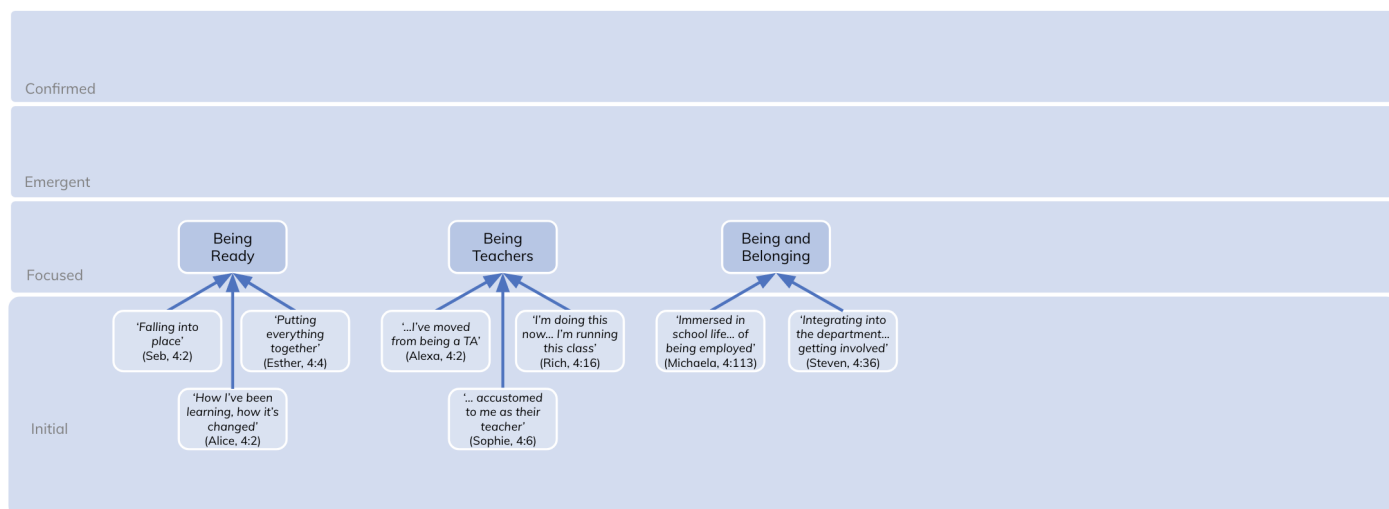 Confirmed
Emergent
Focused
Being
Ready
Being
Teachers
Being and
Belonging
Initial
‘Falling into
place’
(Seb, 4:2)
‘Putting
everything
together’
(Esther, 4:4)
‘How I’ve been
learning, how it’s
changed’
(Alice, 4:2)
‘...I’ve moved
from being a TA’
(Alexa, 4:2)
‘I’m doing this
now... I’m running
this class’
(Rich, 4:16)
‘... accustomed
to me as their
teacher’
(Sophie, 4:6)
‘Immersed in
school life... of
being employed’
(Michaela, 4:113)
‘Integrating into
the department...
getting involved’
(Steven, 4:36)